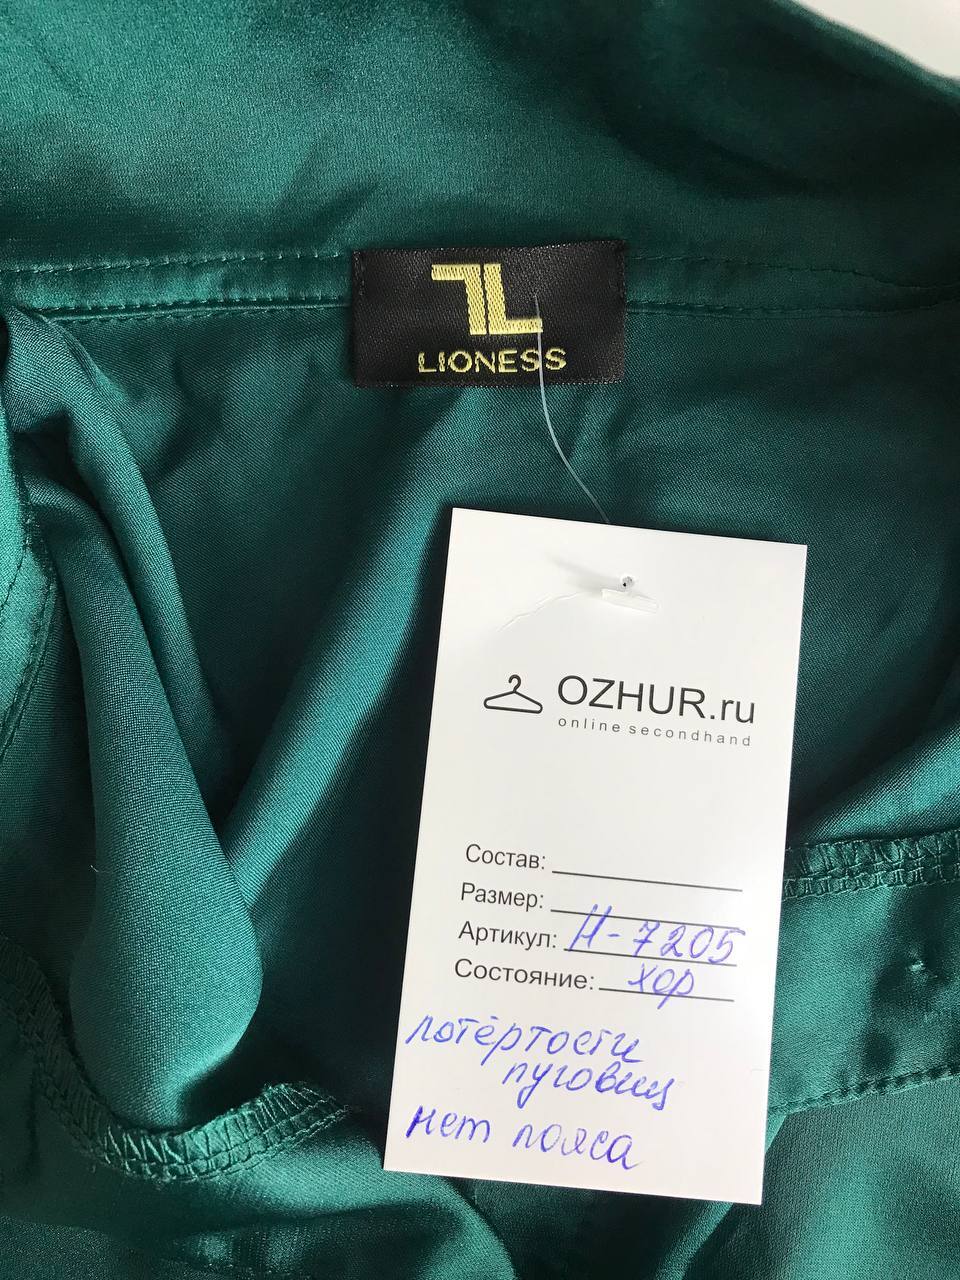 LIONESS
OZHUR.ru
online secondhand
Состав:
Размер:
Артикул: Н-7205
Состояние: хор
потёртости
пуговиц
нет пояса